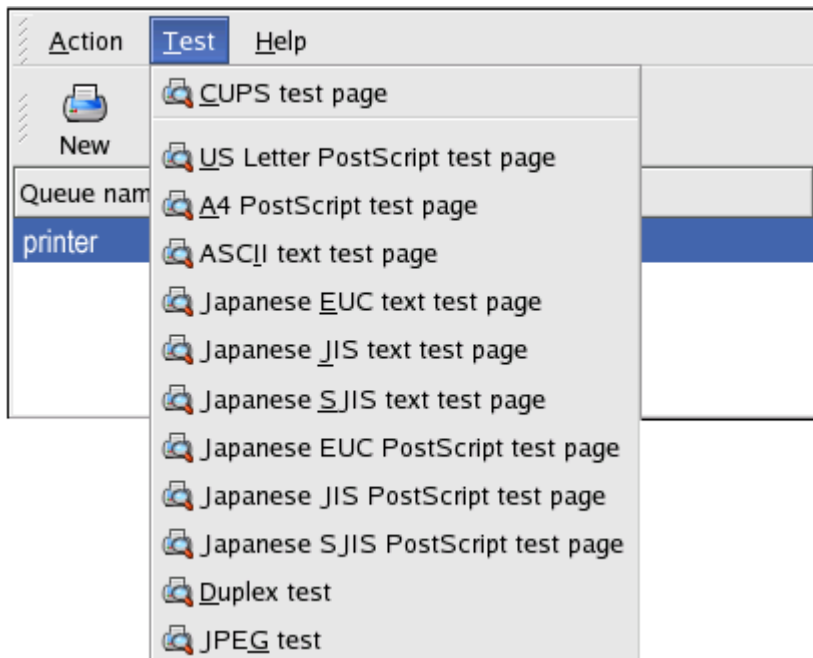 Action Test Help
New
Queue nam
printer
CUPS test page
US Letter PostScript test page
A4 PostScript test page
ASCII text test page
Japanese EUC text test page
Japanese JIS text test page
Japanese SJIS text test page
Japanese EUC PostScript test page
Japanese JIS PostScript test page
Japanese SJIS PostScript test page
Duplex test
JPEG test